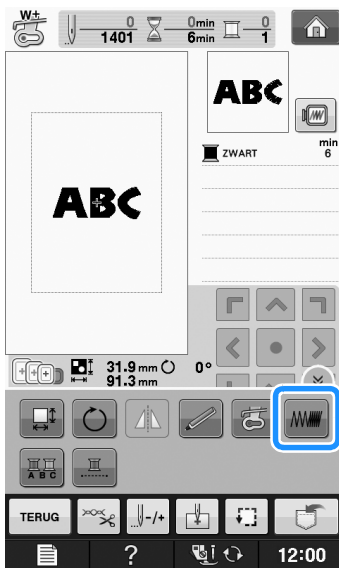 W±
0 0min 0
1401 6min 1
ABC
ZWART min 6
ABC
31.9 mm 0°
91.3 mm
A B C
TERUG -/+
? 12:00